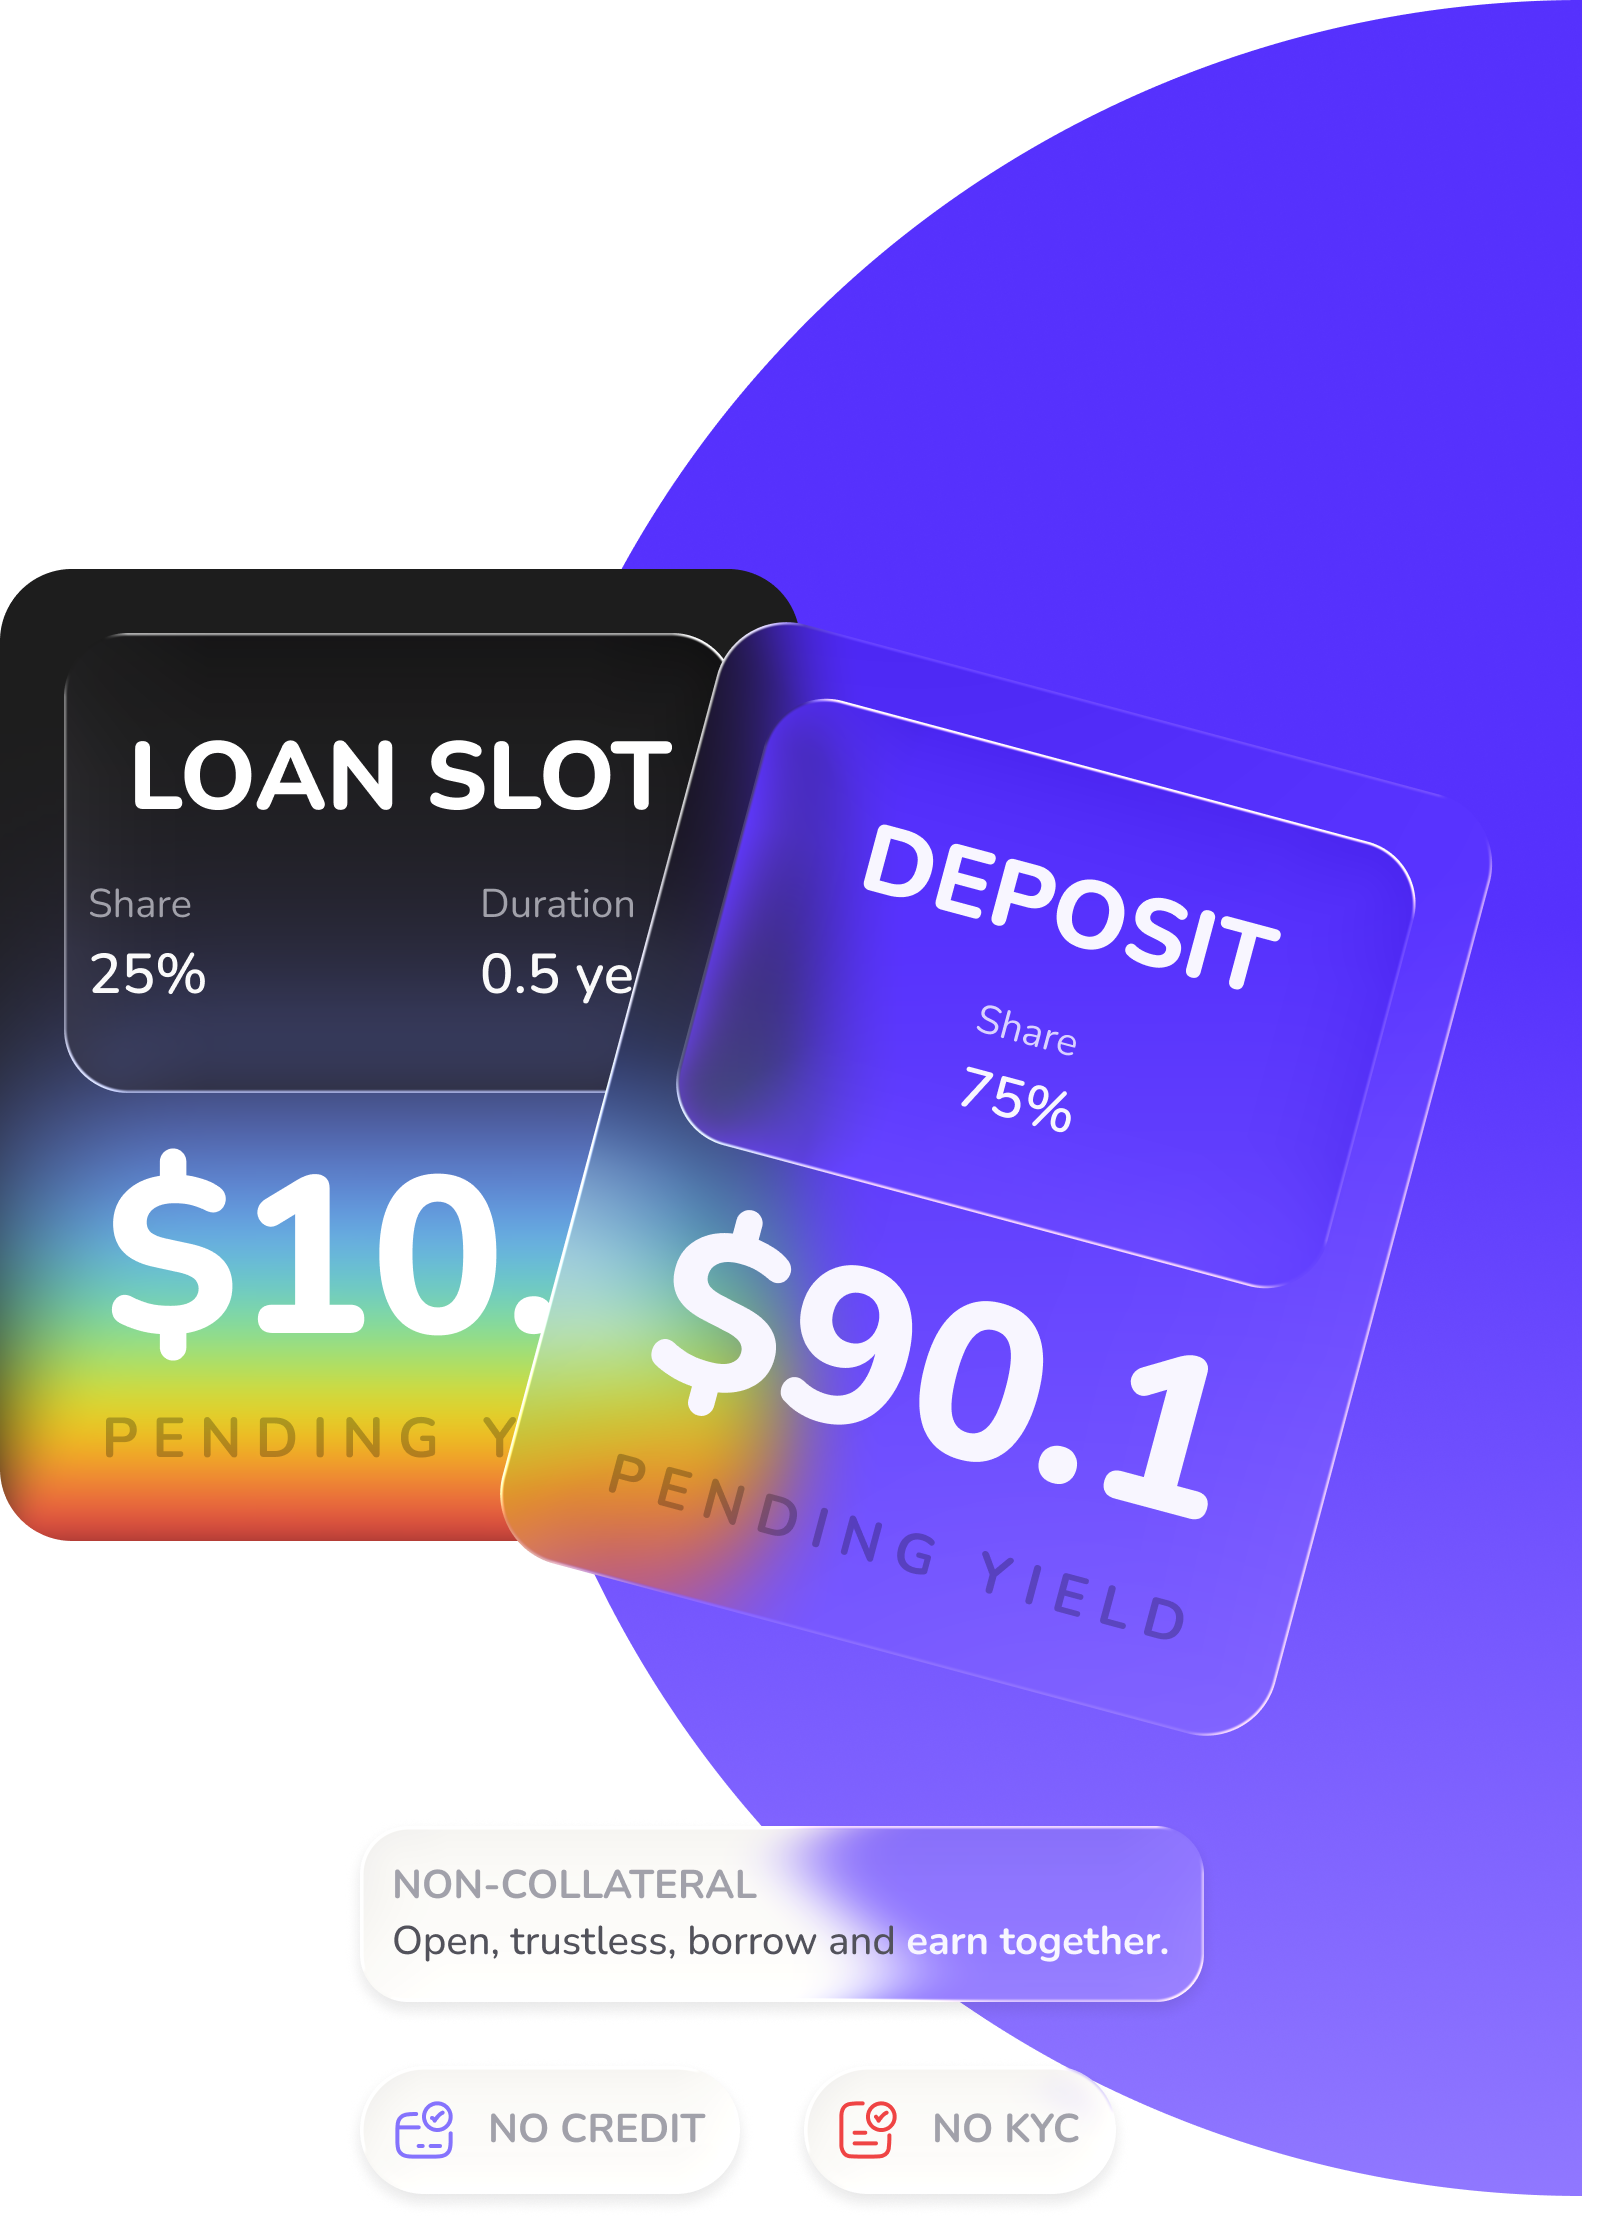 LOAN SLOT
Share
Duration
25%
0.5 ye
$10.
PENDING Y
DEPOSIT
Share
75%
$90.1
PENDING YIELD
NON-COLLATERAL
Open, trustless, borrow and earn together.
NO CREDIT
NO KYC